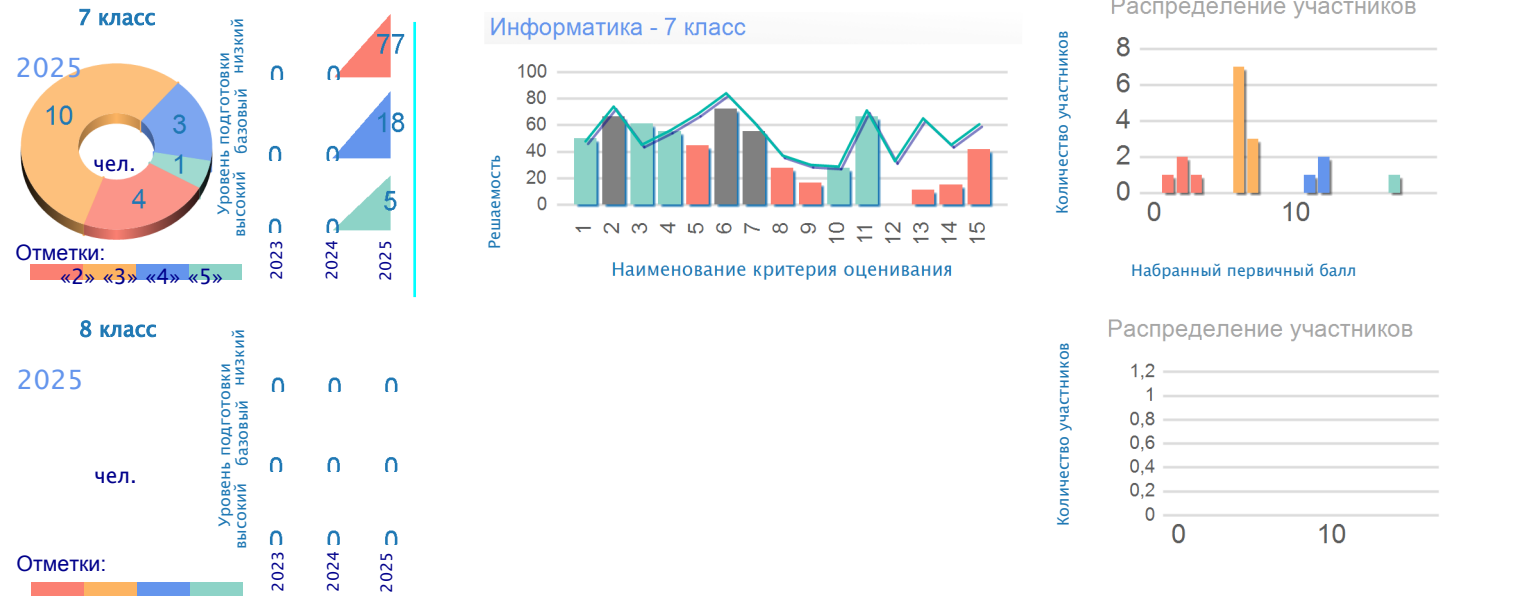 7 класс
2025
10
3
1
4
чел.
Отметки:
«2» «3» «4» «5»
Уровень подготовки
высокий базовый низкий
0 0 77
0 0 18
0 0 5
2023 2024 2025
Информатика - 7 класс
Решаемость
100
80
60
40
20
0
1 2 3 4 5 6 7 8 9 10 11 12 13 14 15
Наименование критерия оценивания
Распределение участников
Количество участников
8
6
4
2
0
0 10
Набранный первичный балл
8 класс
2025
чел.
Отметки:
Уровень подготовки
высокий базовый низкий
0 0 0
0 0 0
0 0 0
2023 2024 2025
Распределение участников
Количество участников
1,2
1
0,8
0,6
0,4
0,2
0
0 10